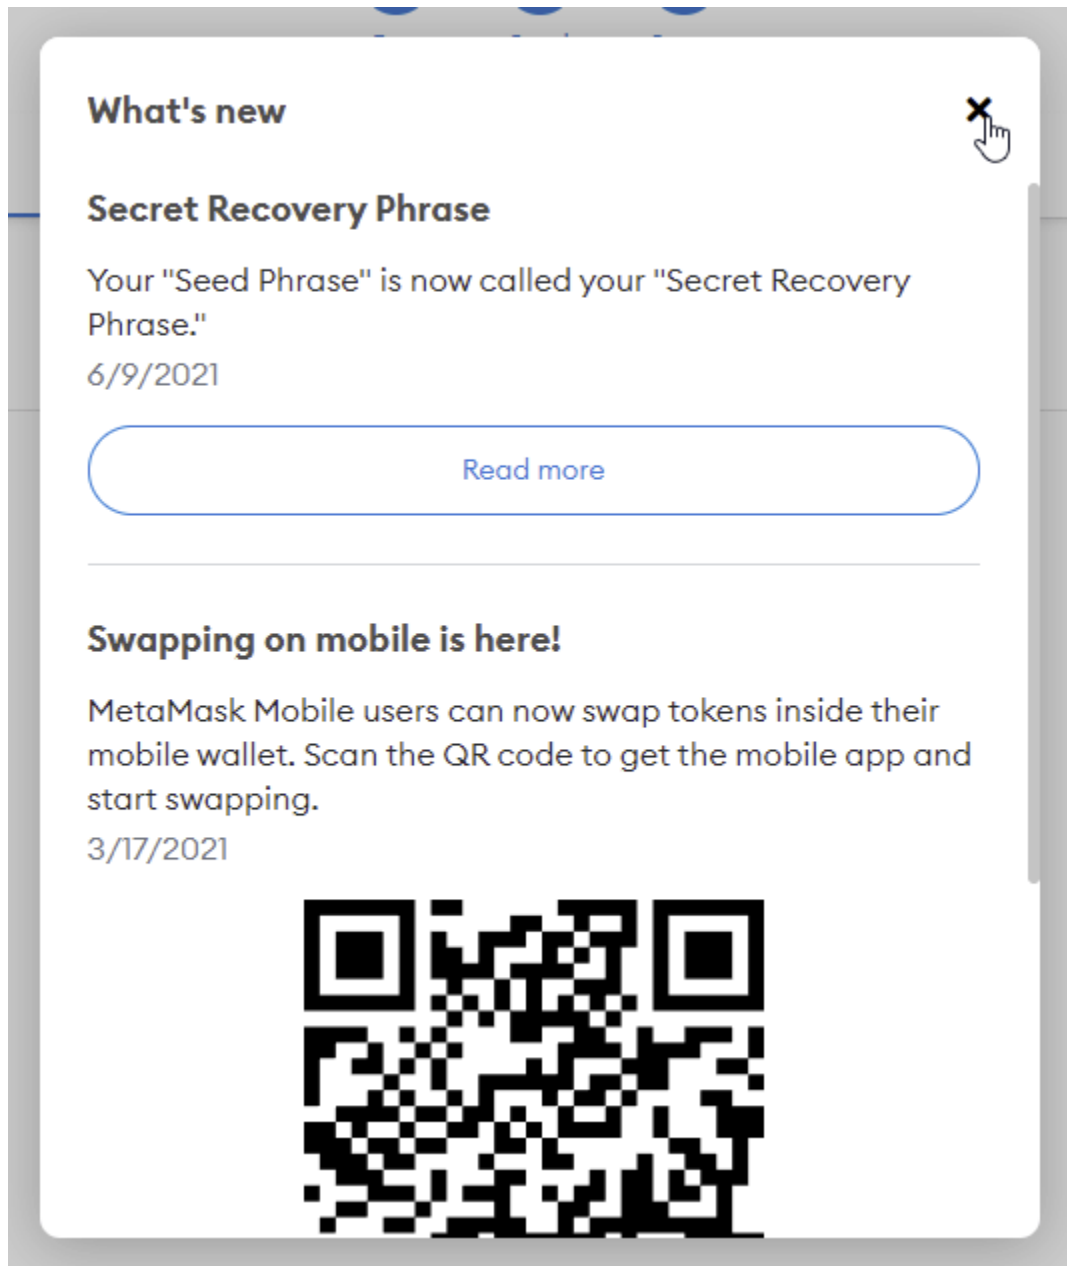 What's new
Secret Recovery Phrase
Your "Seed Phrase" is now called your "Secret Recovery
Phrase."
6/9/2021
Read more
Swapping on mobile is here!
MetaMask Mobile users can now swap tokens inside their
mobile wallet. Scan the QR code to get the mobile app and
start swapping.
3/17/2021